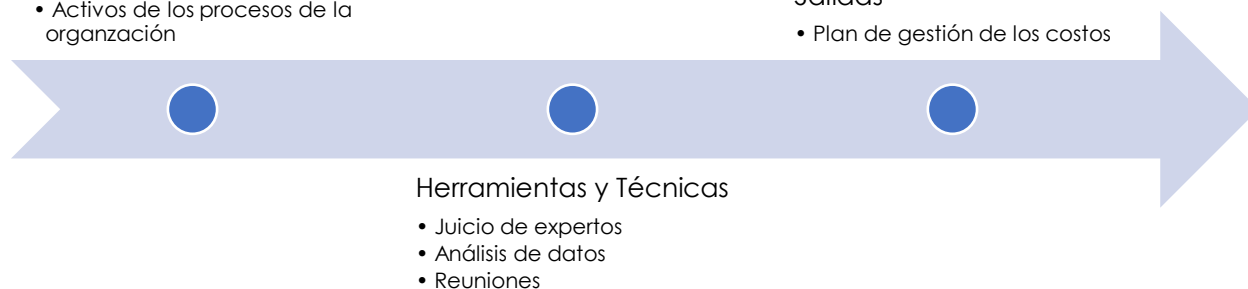 • Activos de los procesos de la
organzación
Salidas
• Plan de gestión de los costos
Herramientas y Técnicas
• Juicio de expertos
• Análisis de datos
• Reuniones